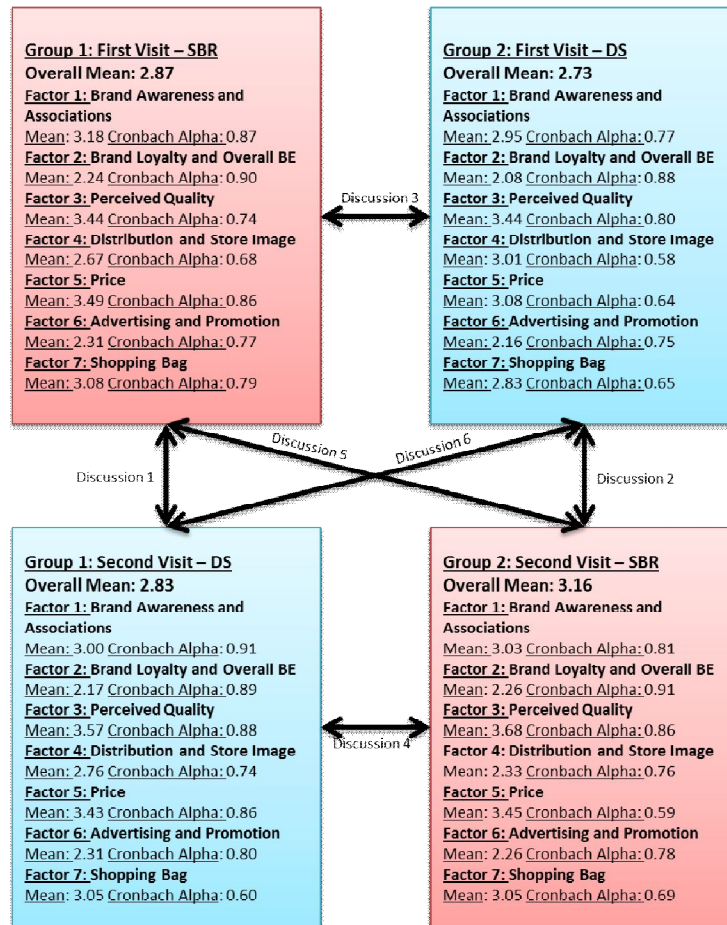 Group 1: First Visit – SBR
Overall Mean: 2.87
Factor 1: Brand Awareness and
Associations
Mean: 3.18 Cronbach Alpha: 0.87
Factor 2: Brand Loyalty and Overall BE
Mean: 2.24 Cronbach Alpha: 0.90
Factor 3: Perceived Quality
Mean: 3.44 Cronbach Alpha: 0.74
Factor 4: Distribution and Store Image
Mean: 2.67 Cronbach Alpha: 0.68
Factor 5: Price
Mean: 3.49 Cronbach Alpha: 0.86
Factor 6: Advertising and Promotion
Mean: 2.31 Cronbach Alpha: 0.77
Factor 7: Shopping Bag
Mean: 3.08 Cronbach Alpha: 0.79
Discussion 3
Group 2: First Visit – DS
Overall Mean: 2.73
Factor 1: Brand Awareness and
Associations
Mean: 2.95 Cronbach Alpha: 0.77
Factor 2: Brand Loyalty and Overall BE
Mean: 2.08 Cronbach Alpha: 0.88
Factor 3: Perceived Quality
Mean: 3.44 Cronbach Alpha: 0.80
Factor 4: Distribution and Store Image
Mean: 3.01 Cronbach Alpha: 0.58
Factor 5: Price
Mean: 3.08 Cronbach Alpha: 0.64
Factor 6: Advertising and Promotion
Mean: 2.16 Cronbach Alpha: 0.75
Factor 7: Shopping Bag
Mean: 2.83 Cronbach Alpha: 0.65
Discussion 1
Discussion 5
Discussion 6
Discussion 2
Group 1: Second Visit – DS
Overall Mean: 2.83
Factor 1: Brand Awareness and
Associations
Mean: 3.00 Cronbach Alpha: 0.91
Factor 2: Brand Loyalty and Overall BE
Mean: 2.17 Cronbach Alpha: 0.89
Factor 3: Perceived Quality
Mean: 3.57 Cronbach Alpha: 0.88
Factor 4: Distribution and Store Image
Mean: 2.76 Cronbach Alpha: 0.74
Factor 5: Price
Mean: 3.43 Cronbach Alpha: 0.86
Factor 6: Advertising and Promotion
Mean: 2.31 Cronbach Alpha: 0.80
Factor 7: Shopping Bag
Mean: 3.05 Cronbach Alpha: 0.60
Discussion 4
Group 2: Second Visit – SBR
Overall Mean: 3.16
Factor 1: Brand Awareness and
Associations
Mean: 3.03 Cronbach Alpha: 0.81
Factor 2: Brand Loyalty and Overall BE
Mean: 2.26 Cronbach Alpha: 0.91
Factor 3: Perceived Quality
Mean: 3.68 Cronbach Alpha: 0.86
Factor 4: Distribution and Store Image
Mean: 2.33 Cronbach Alpha: 0.76
Factor 5: Price
Mean: 3.45 Cronbach Alpha: 0.59
Factor 6: Advertising and Promotion
Mean: 2.26 Cronbach Alpha: 0.78
Factor 7: Shopping Bag
Mean: 3.05 Cronbach Alpha: 0.69